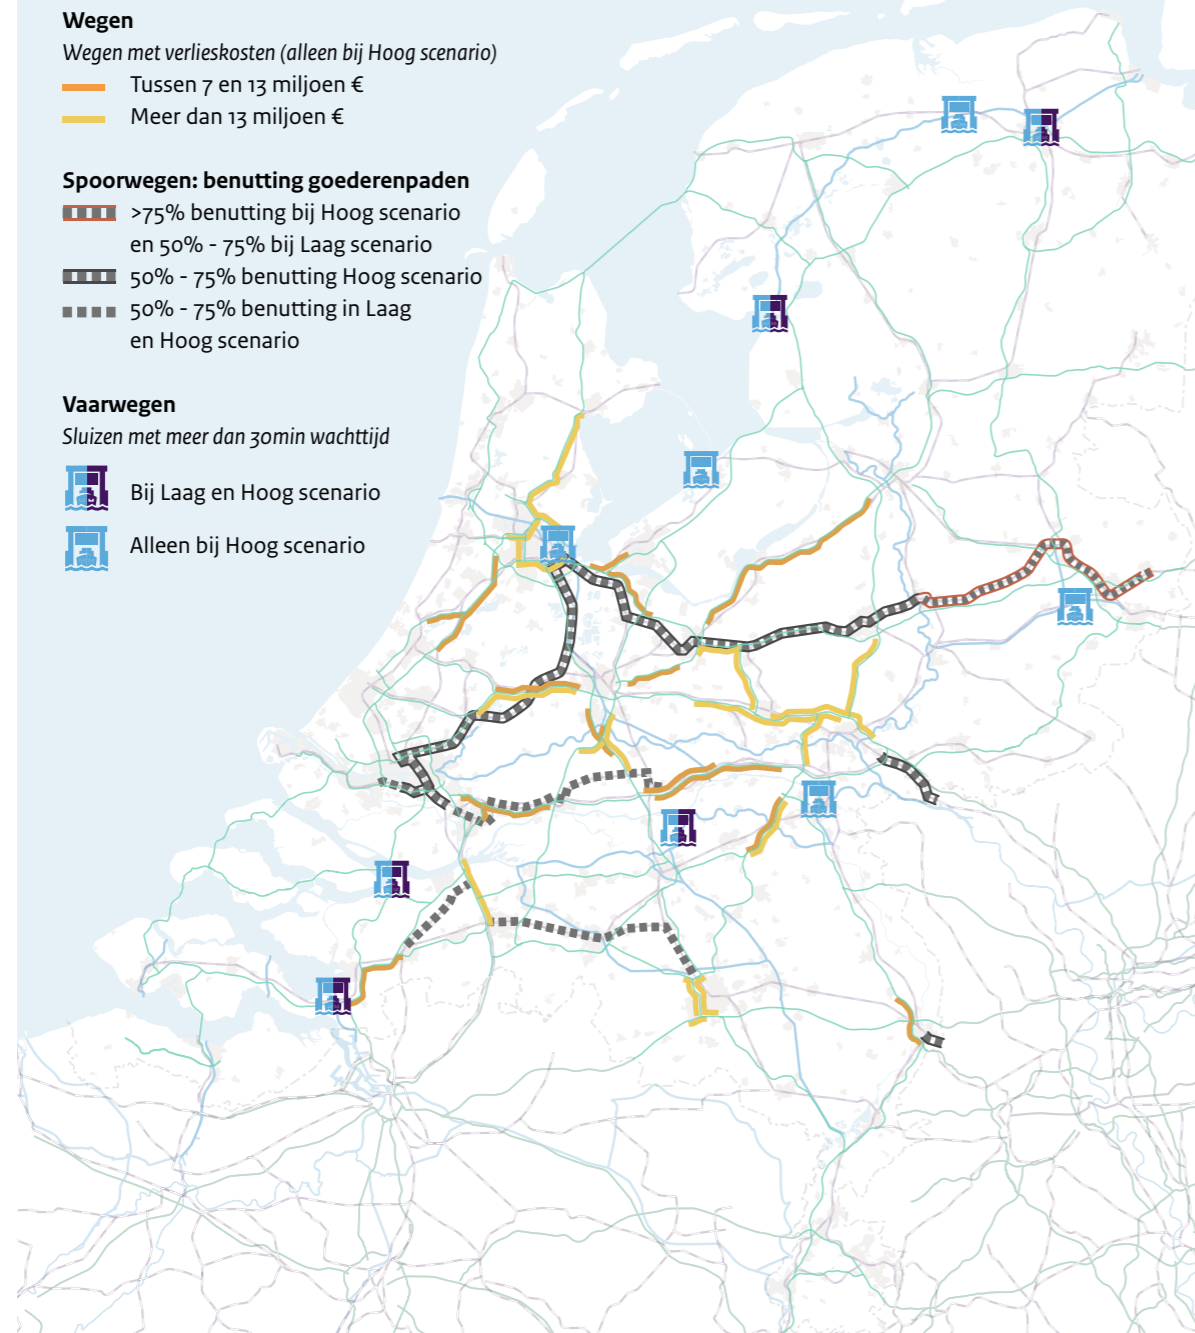 Wegen
Wegen met verlieskosten (alleen bij Hoog scenario)
Tussen 7 en 13 miljoen €
Meer dan 13 miljoen €
Spoorwegen: benutting goederenpaden
>75% benutting bij Hoog scenario
en 50% - 75% bij Laag scenario
50% - 75% benutting Hoog scenario
50% - 75% benutting in Laag
en Hoog scenario
Vaarwegen
Sluizen met meer dan 30min wachttijd
Bij Laag en Hoog scenario
Alleen bij Hoog scenario